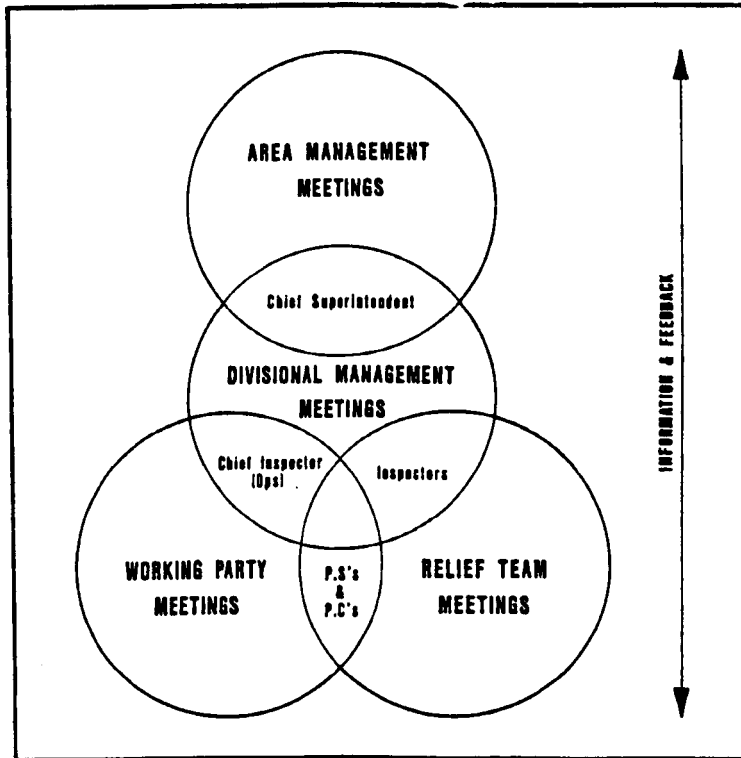 AREA MANAGEMENT
MEETINGS
Chief Superintendent
DIVISIONAL MANAGEMENT
MEETINGS
Chief Inspector
(Ops)
Inspectors
WORKING PARTY
MEETINGS
P.S's
&
P.C's
RELIEF TEAM
MEETINGS
INFORMATION & FEEDBACK